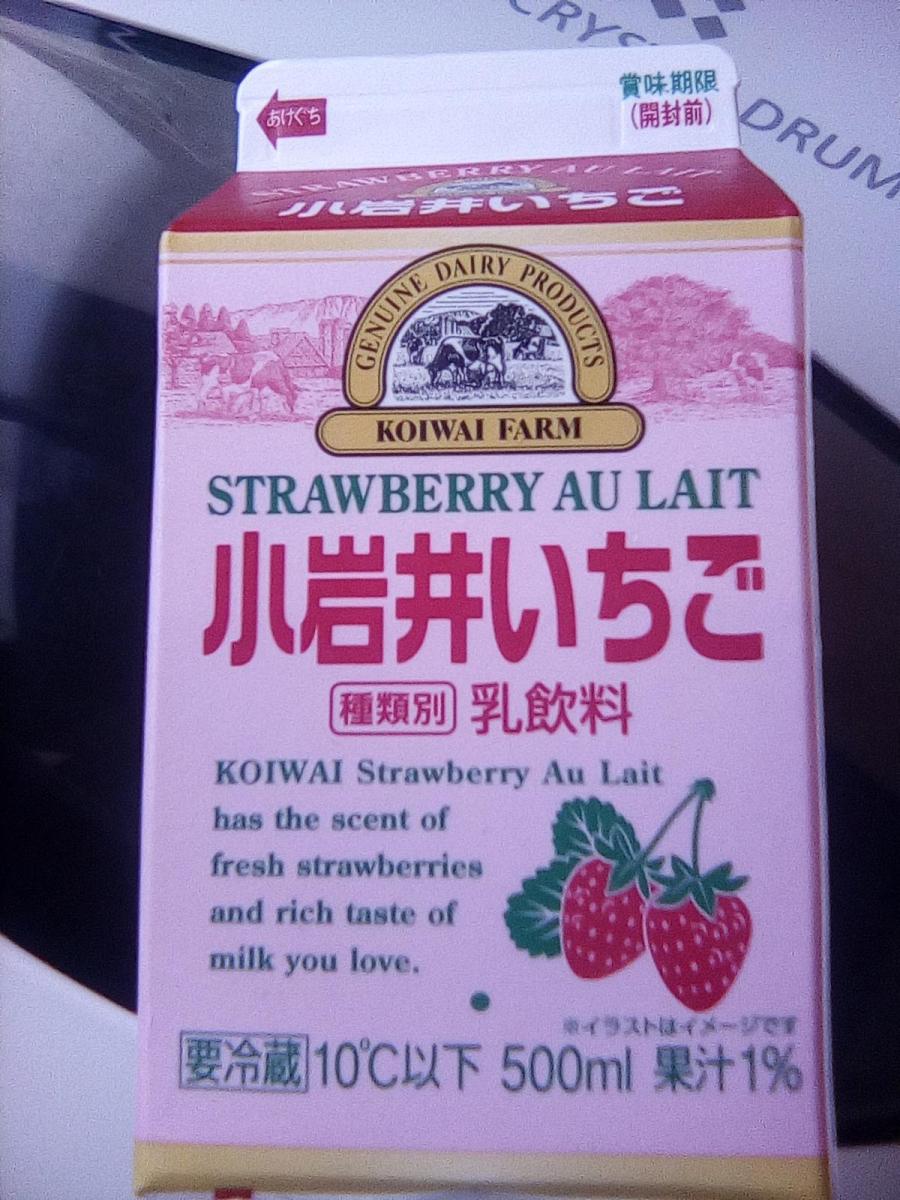 CRYS
DRUM
あけぐち
賞味期限
(開封前)
STRAWBERRY AU LAIT
小岩井いちご
GENUINE DAIRY PRODUCTS
KOIWAI FARM
STRAWBERRY AU LAIT
小岩井いちご
種類別 乳飲料
KOIWAI Strawberry Au Lait
has the scent of
fresh strawberries
and rich taste of
milk you love.
※イラストはイメージです
要冷蔵 10℃以下 500ml 果汁1%